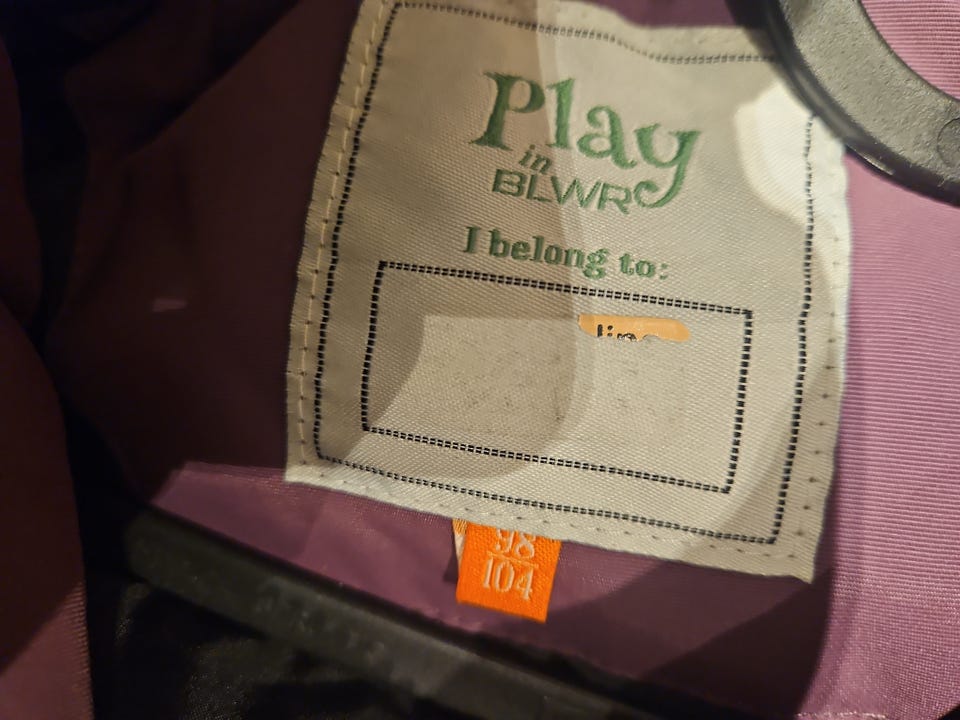 Play
in
BLWR
I belong to:
98
104